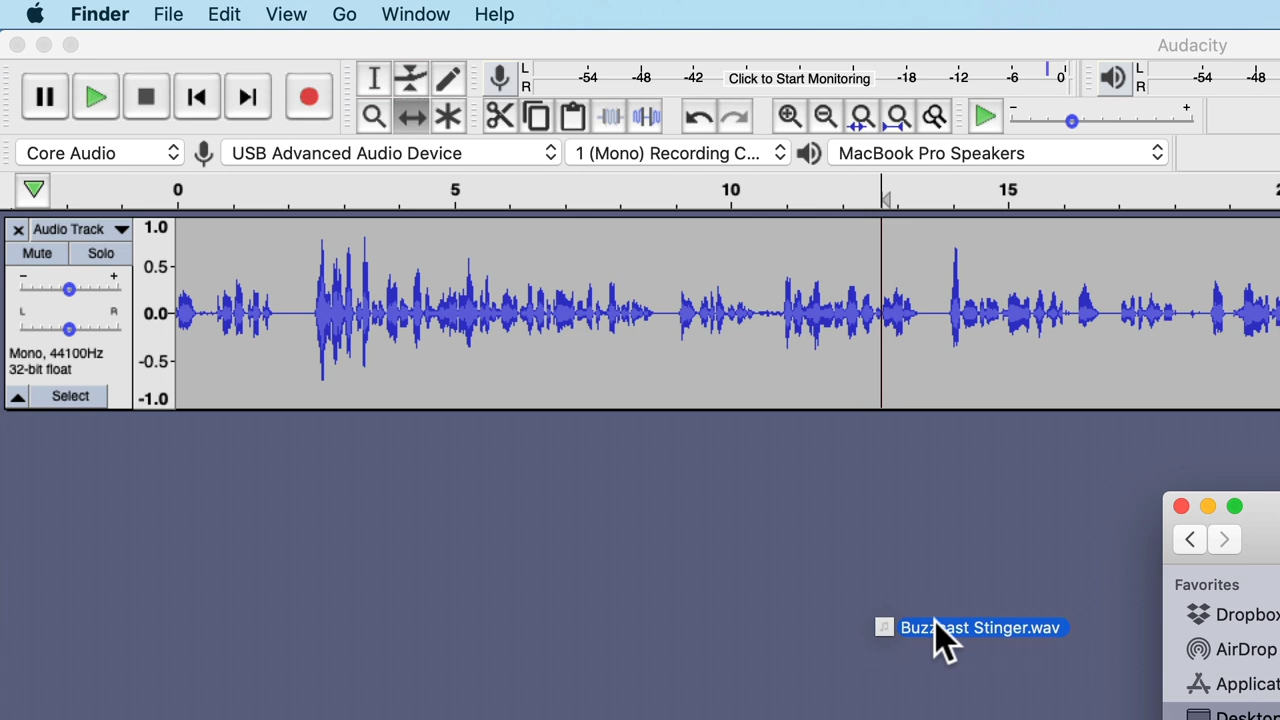 Finder File Edit View Go Window Help
Audacity
L R -54 -48 -42 Click to Start Monitoring -18 -12 -6 0 L R -54 -48
- +
Core Audio USB Advanced Audio Device 1 (Mono) Recording C... MacBook Pro Speakers
0 5 10 15
× Audio Track 1.0
Mute Solo
- + 0.5
L R 0.0
Mono, 44100Hz
32-bit float -0.5
Select -1.0
Favorites
Dropbox
Stinger.wav
AirDrop
Applicat
Desktop